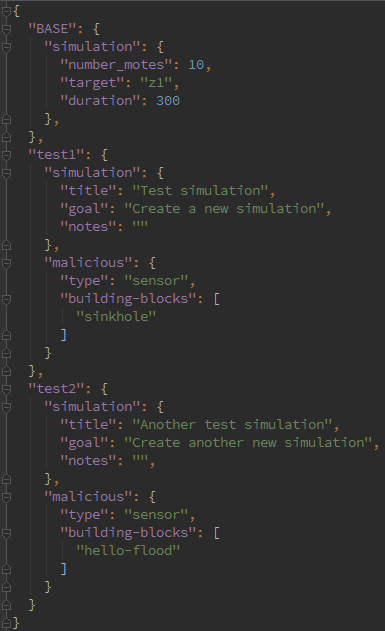 {
  "BASE": {
    "simulation": {
      "number_motes": 10,
      "target": "z1",
      "duration": 300
    },
  },
  "test1": {
    "simulation": {
      "title": "Test simulation",
      "goal": "Create a new simulation",
      "notes": ""
    },
    "malicious": {
      "type": "sensor",
      "building-blocks": [
        "sinkhole"
      ]
    }
  },
  "test2": {
    "simulation": {
      "title": "Another test simulation",
      "goal": "Create another new simulation",
      "notes": "",
    },
    "malicious": {
      "type": "sensor",
      "building-blocks": [
        "hello-flood"
      ]
    }
  }
}